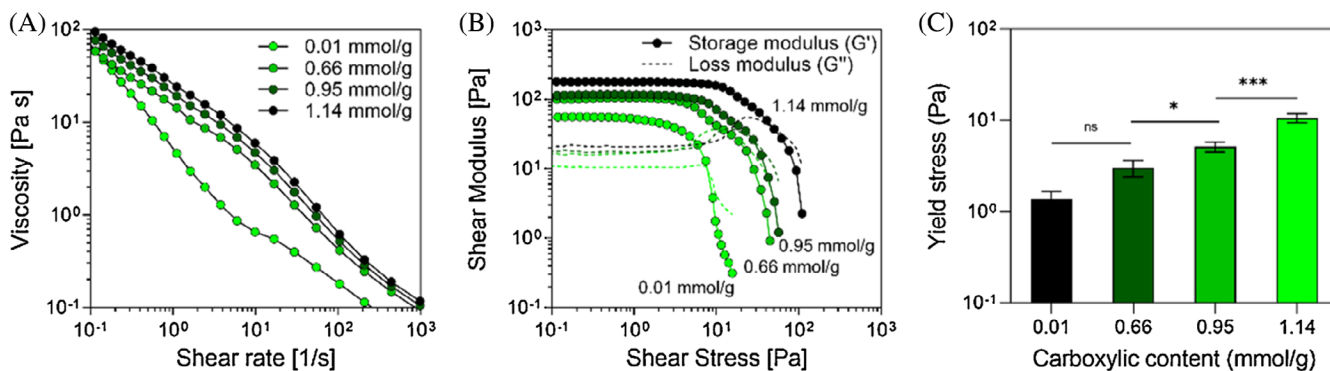 (A)
Viscosity [Pa s]
10²
10¹
10⁰
10⁻¹
0.01 mmol/g
0.66 mmol/g
0.95 mmol/g
1.14 mmol/g
10⁻¹ 10⁰ 10¹ 10² 10³
Shear rate [1/s]
(B)
Shear Modulus [Pa]
10³
10²
10¹
10⁰
10⁻¹
Storage modulus (G')
Loss modulus (G")
1.14 mmol/g
0.95 mmol/g
0.66 mmol/g
0.01 mmol/g
10⁻¹ 10⁰ 10¹ 10² 10³
Shear Stress [Pa]
(C)
Yield stress (Pa)
10²
10¹
10⁰
10⁻¹
ns
*
***
0.01 0.66 0.95 1.14
Carboxylic content (mmol/g)